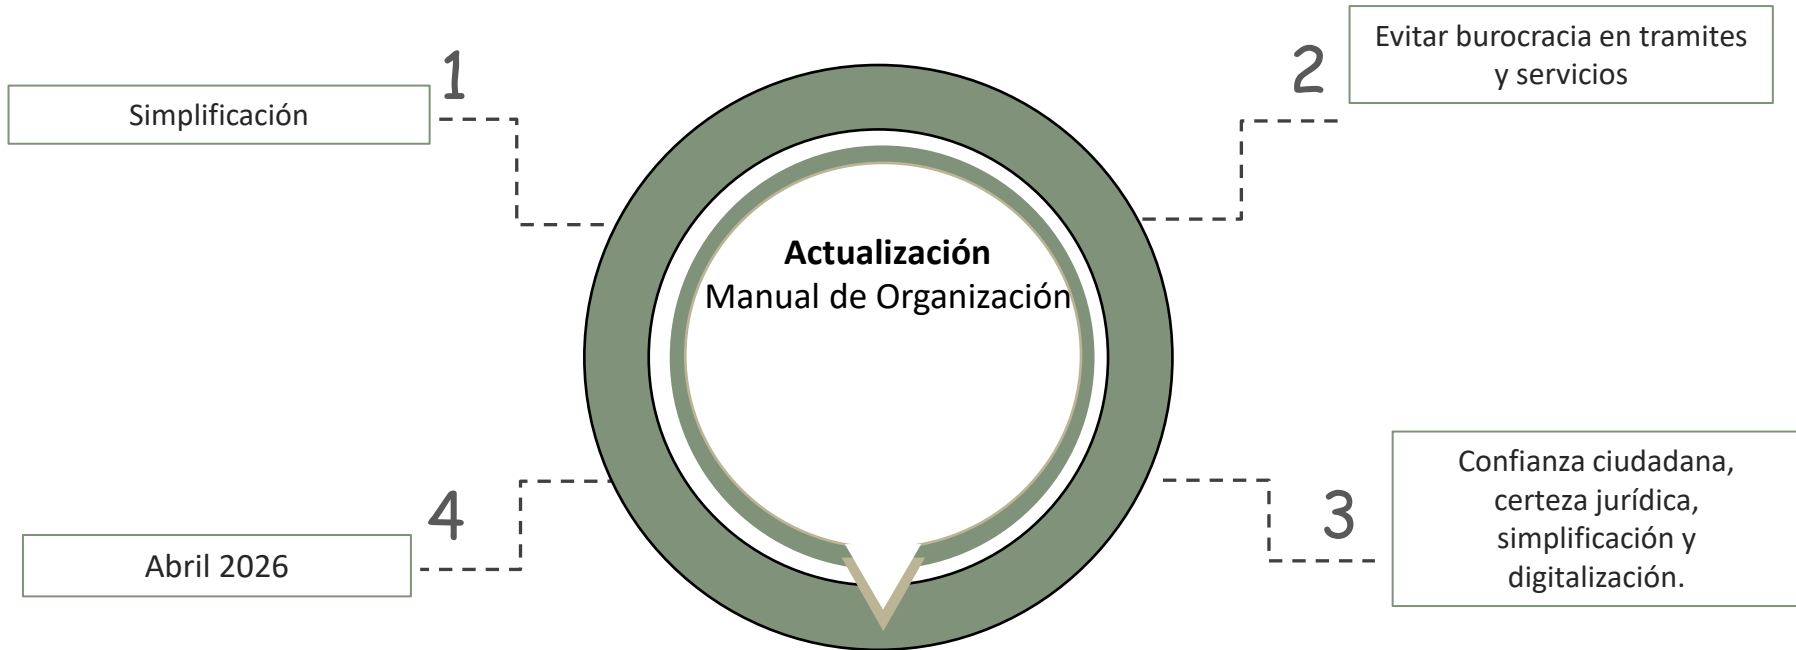 1
Simplificación
2
Evitar burocracia en tramites
y servicios
Actualización
Manual de Organización
3
Confianza ciudadana,
certeza jurídica,
simplificación y
digitalización.
4
Abril 2026